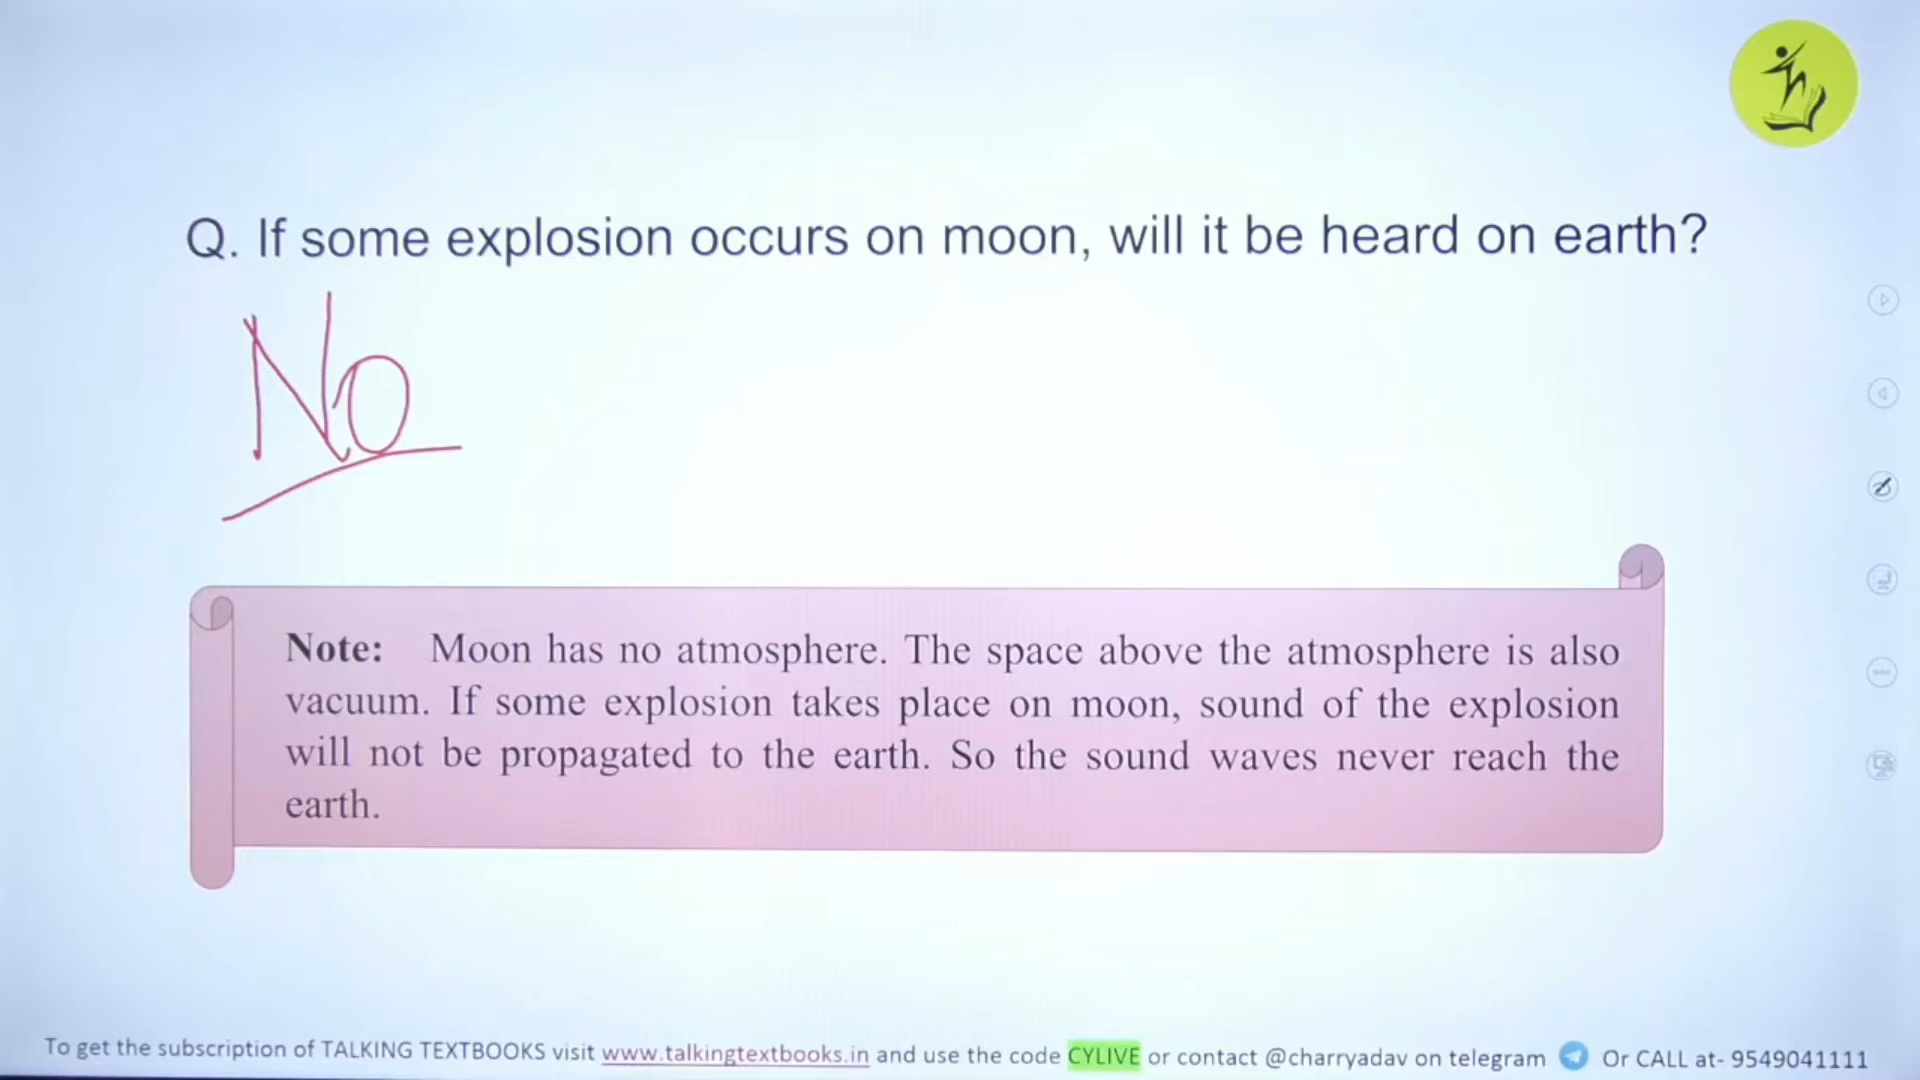 Q. If some explosion occurs on moon, will it be heard on earth?
No
Note: Moon has no atmosphere. The space above the atmosphere is also
vacuum. If some explosion takes place on moon, sound of the explosion
will not be propagated to the earth. So the sound waves never reach the
earth.
To get the subscription of TALKING TEXTBOOKS visit www.talkingtextbooks.in and use the code CYLIVE or contact @charryadav on telegram Or CALL at- 9549041111